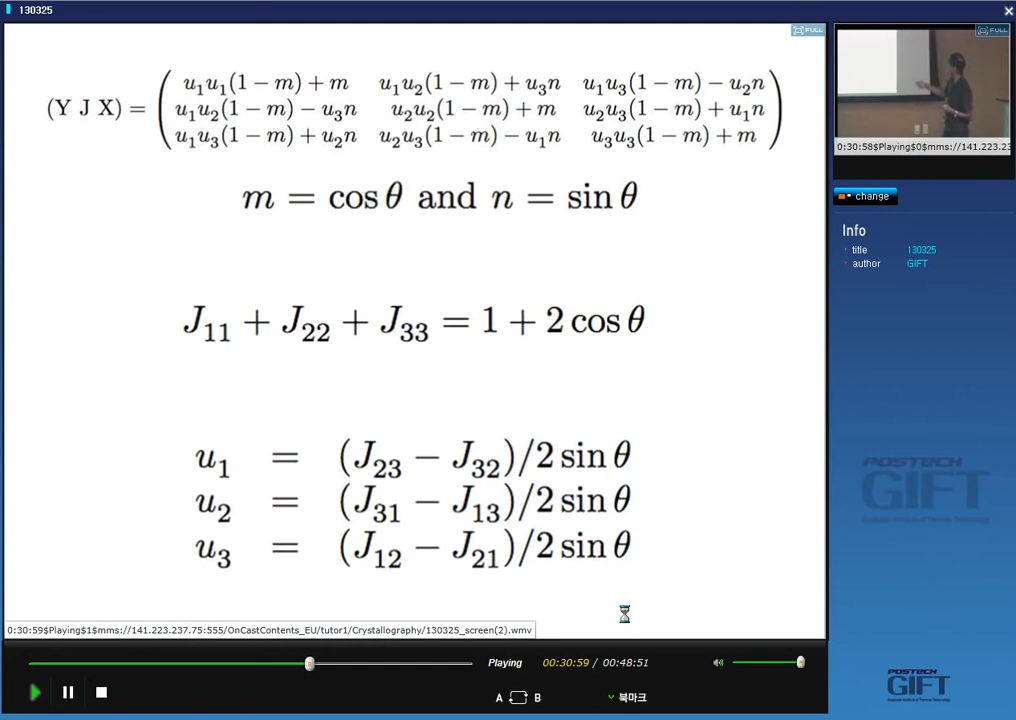 130325
FULL
FULL
(Y J X) = ( u₁u₁(1 − m) + m   u₁u₂(1 − m) + u₃n   u₁u₃(1 − m) − u₂n
u₁u₂(1 − m) − u₃n   u₂u₂(1 − m) + m   u₂u₃(1 − m) + u₁n
u₁u₃(1 − m) + u₂n   u₂u₃(1 − m) − u₁n   u₃u₃(1 − m) + m )
m = cos θ and n = sin θ
J₁₁ + J₂₂ + J₃₃ = 1 + 2 cos θ
u₁ = (J₂₃ − J₃₂)/2 sin θ
u₂ = (J₃₁ − J₁₃)/2 sin θ
u₃ = (J₁₂ − J₂₁)/2 sin θ
0:30:59$Playing$1$mms://141.223.237.75:555/OnCastContents_EU/tutor1/Crystallography/130325_screen(2).wmv
Playing 00:30:59 / 00:48:51
A B 북마크
0:30:58$Playing$0$mms://141.223.23
change
Info
title 130325
author GIFT
POSTECH
GIFT
POSTECH
GIFT